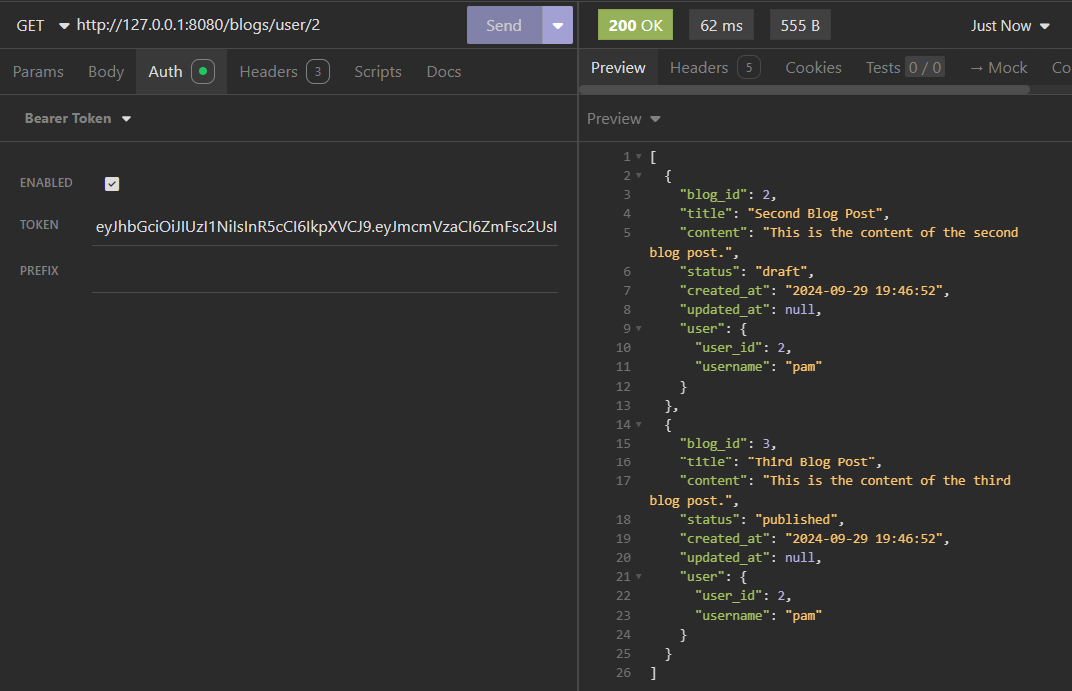 GET http://127.0.0.1:8080/blogs/user/2 Send
Params Body Auth Headers 3 Scripts Docs
Bearer Token
ENABLED
TOKEN eyJhbGciOiJIUzI1NiIsInR5cCI6IkpXVCJ9.eyJmcmVzaCI6ZmFsc2UsI
PREFIX
200 OK 62 ms 555 B Just Now
Preview Headers 5 Cookies Tests 0 / 0 → Mock Co
Preview
1 [
2 {
3 "blog_id": 2,
4 "title": "Second Blog Post",
5 "content": "This is the content of the second
blog post.",
6 "status": "draft",
7 "created_at": "2024-09-29 19:46:52",
8 "updated_at": null,
9 "user": {
10 "user_id": 2,
11 "username": "pam"
12 }
13 },
14 {
15 "blog_id": 3,
16 "title": "Third Blog Post",
17 "content": "This is the content of the third
blog post.",
18 "status": "published",
19 "created_at": "2024-09-29 19:46:52",
20 "updated_at": null,
21 "user": {
22 "user_id": 2,
23 "username": "pam"
24 }
25 }
26 ]